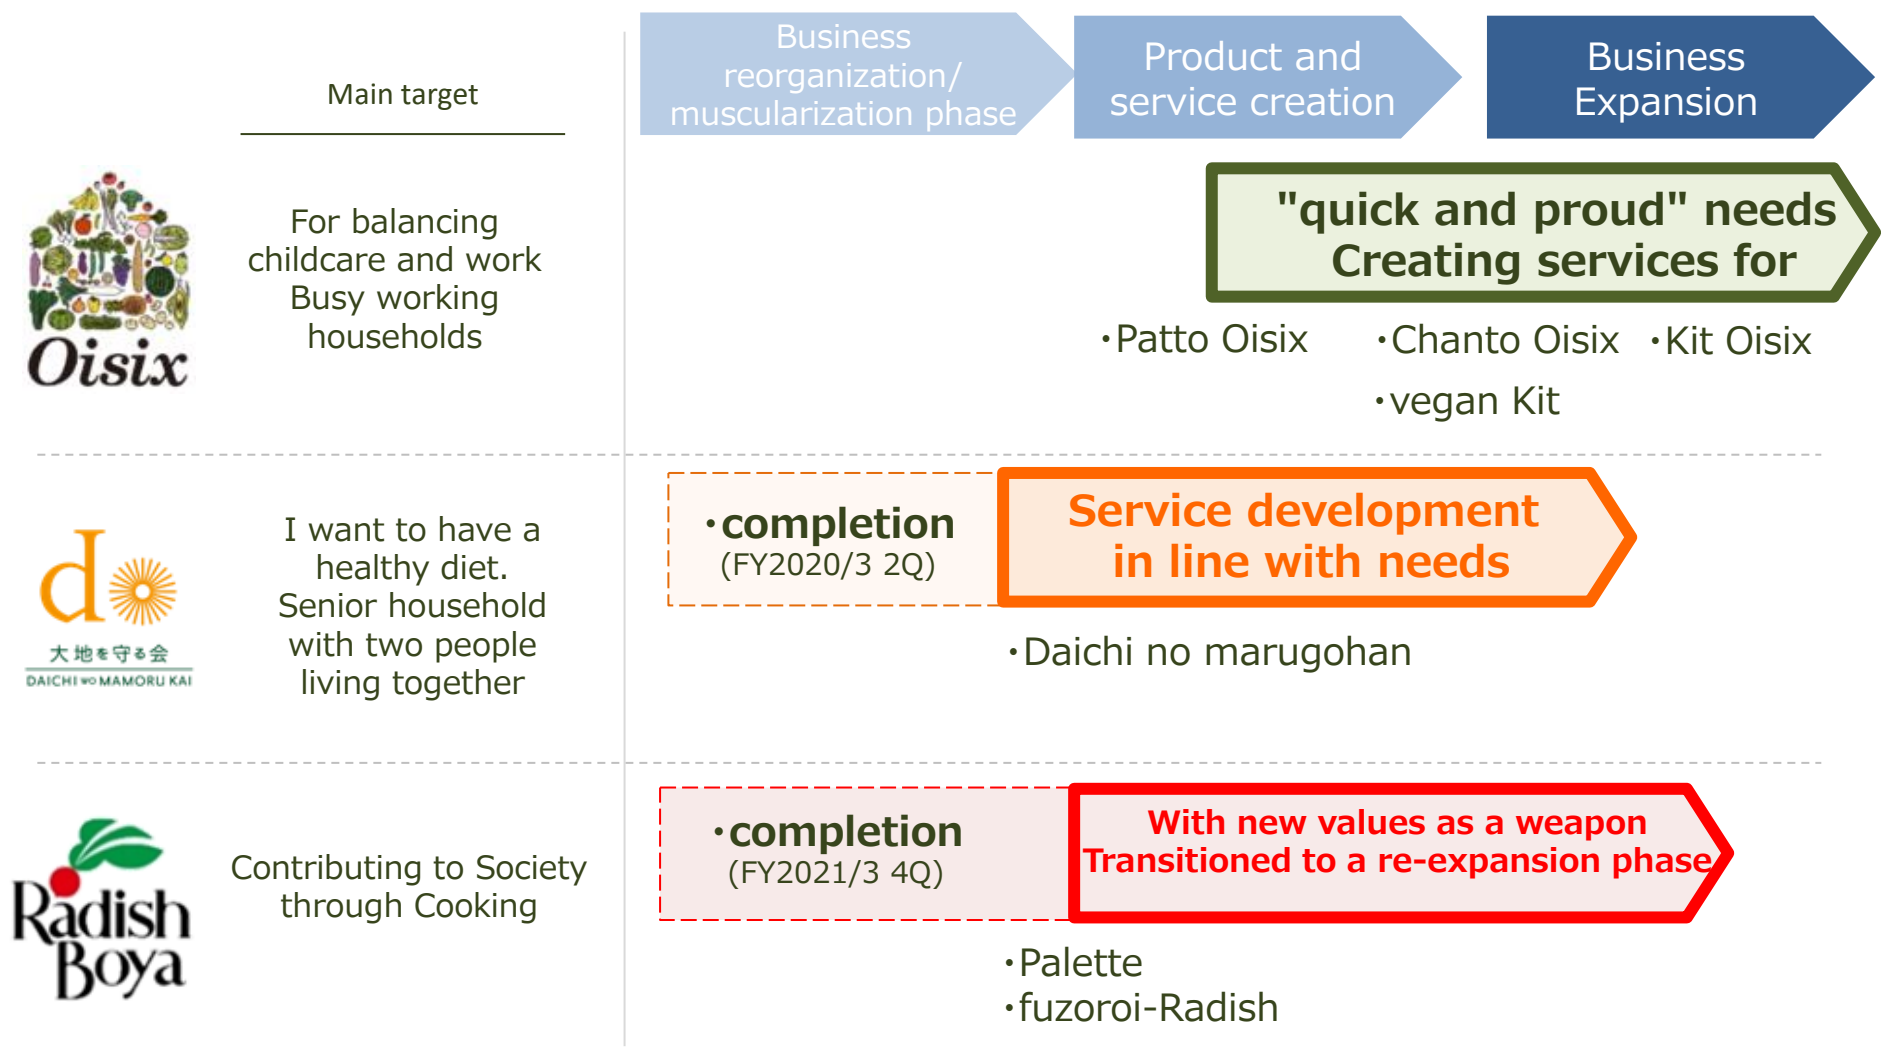 Main target
Business
reorganization/
muscularization phase
Product and
service creation
Business
Expansion
Oisix
For balancing
childcare and work
Busy working
households
"quick and proud" needs
Creating services for
・Patto Oisix
・Chanto Oisix
・Kit Oisix
・vegan Kit
do
大地を守る会
DAICHI WO MAMORU KAI
I want to have a
healthy diet.
Senior household
with two people
living together
・completion
(FY2020/3 2Q)
Service development
in line with needs
・Daichi no marugohan
Radish
Boya
Contributing to Society
through Cooking
・completion
(FY2021/3 4Q)
With new values as a weapon
Transitioned to a re-expansion phase
・Palette
・fuzoroi-Radish